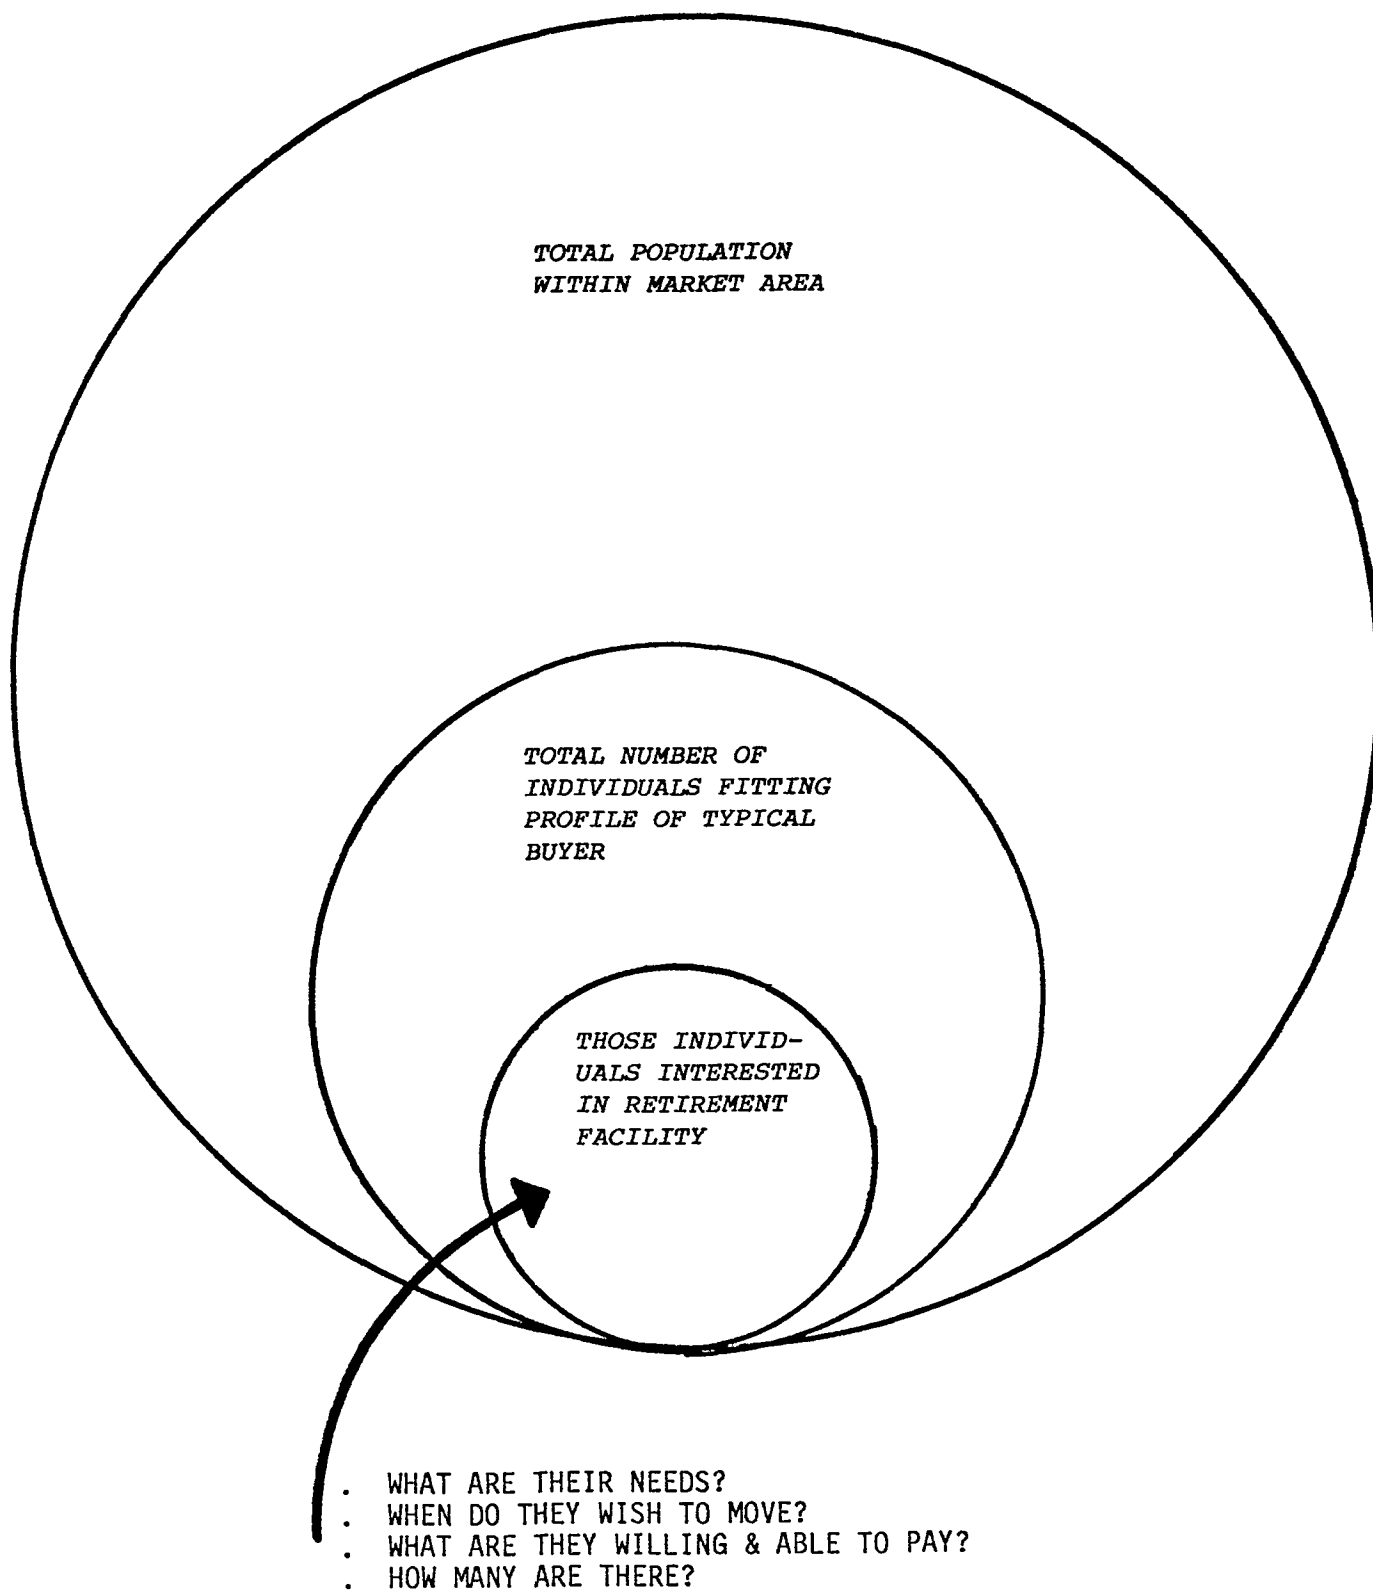 TOTAL POPULATION
WITHIN MARKET AREA
TOTAL NUMBER OF
INDIVIDUALS FITTING
PROFILE OF TYPICAL
BUYER
THOSE INDIVID-
UALS INTERESTED
IN RETIREMENT
FACILITY
. WHAT ARE THEIR NEEDS?
. WHEN DO THEY WISH TO MOVE?
. WHAT ARE THEY WILLING & ABLE TO PAY?
. HOW MANY ARE THERE?